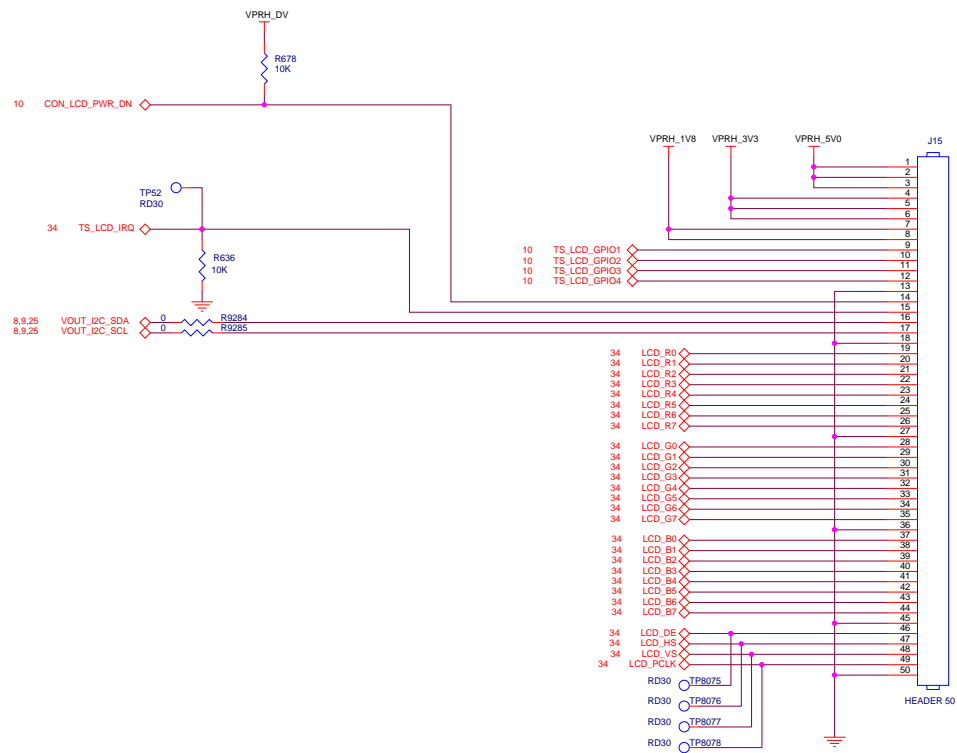 VPRH_DV
R678
10K
10 CON_LCD_PWR_DN
VPRH_1V8 VPRH_3V3 VPRH_5V0
J15
TP52
RD30
34 TS_LCD_IRQ
R636
10K
8,9,25 VOUT_I2C_SDA 0 R9284
8,9,25 VOUT_I2C_SCL 0 R9285
1
2
3
4
5
6
7
8
10 TS_LCD_GPIO1 9
10 TS_LCD_GPIO2 10
10 TS_LCD_GPIO3 11
10 TS_LCD_GPIO4 12
13
14
15
16
17
18
34 LCD_R0 19
34 LCD_R1 20
34 LCD_R2 21
34 LCD_R3 22
34 LCD_R4 23
34 LCD_R5 24
34 LCD_R6 25
34 LCD_R7 26
27
34 LCD_G0 28
34 LCD_G1 29
34 LCD_G2 30
34 LCD_G3 31
34 LCD_G4 32
34 LCD_G5 33
34 LCD_G6 34
34 LCD_G7 35
36
34 LCD_B0 37
34 LCD_B1 38
34 LCD_B2 39
34 LCD_B3 40
34 LCD_B4 41
34 LCD_B5 42
34 LCD_B6 43
34 LCD_B7 44
45
34 LCD_DE 46
34 LCD_HS 47
34 LCD_VS 48
34 LCD_PCLK 49
50
RD30 TP8075
RD30 TP8076
RD30 TP8077
RD30 TP8078
HEADER 50